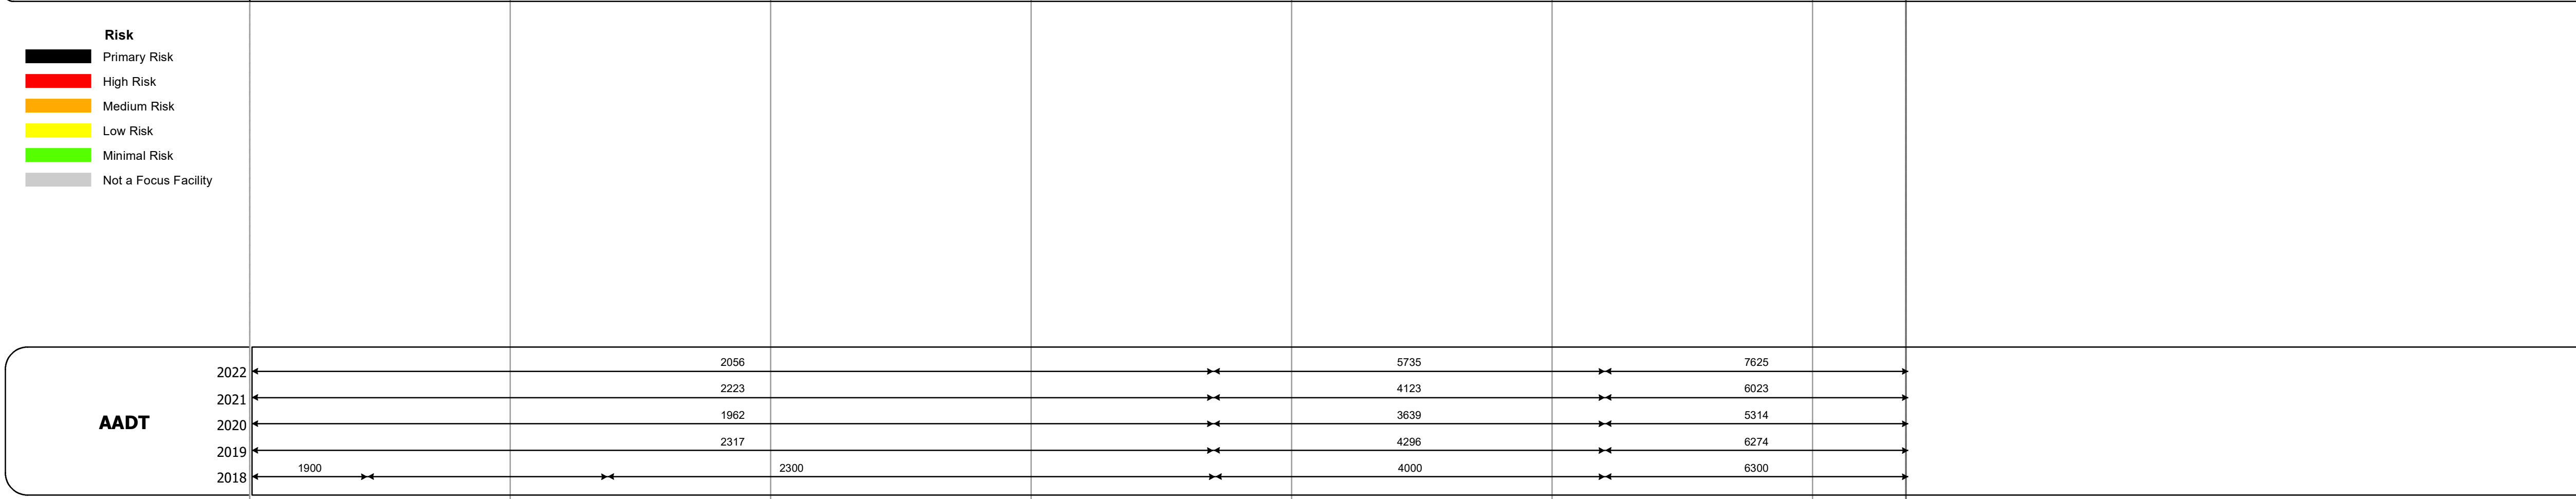 Risk
Primary Risk
High Risk
Medium Risk
Low Risk
Minimal Risk
Not a Focus Facility
AADT
2022 2056 5735 7625
2021 2223 4123 6023
2020 1962 3639 5314
2019 2317 4296 6274
2018 1900 2300 4000 6300